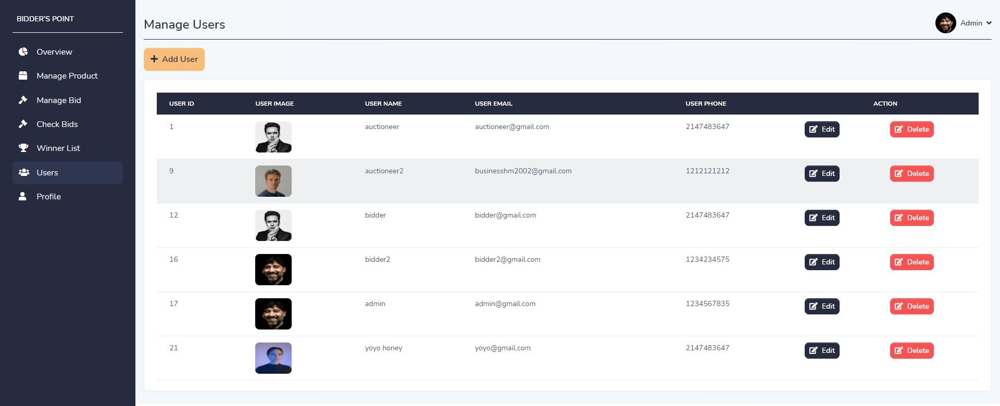 BIDDER'S POINT
Overview
Manage Product
Manage Bid
Check Bids
Winner List
Users
Profile
Manage Users
Admin
Add User
USER ID USER IMAGE USER NAME USER EMAIL USER PHONE ACTION
1 auctioneer auctioneer@gmail.com 2147483647 Edit Delete
9 auctioneer2 businesshm2002@gmail.com 1212121212 Edit Delete
12 bidder bidder@gmail.com 2147483647 Edit Delete
16 bidder2 bidder2@gmail.com 1234234575 Edit Delete
17 admin admin@gmail.com 1234567835 Edit Delete
21 yoyo honey yoyo@gmail.com 2147483647 Edit Delete